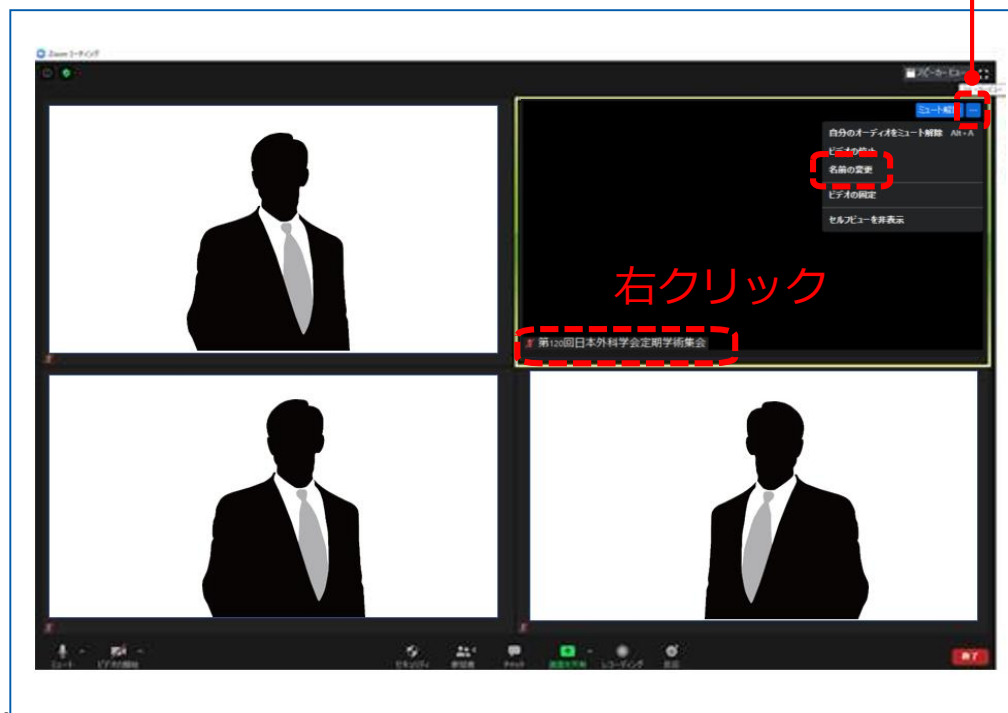 Zoom ミーティング
スピーカービュー
ミュート解除 ...
自分のオーディオをミュート解除 Alt+A
名前の変更
ビデオの固定
セルフビューを非表示
右クリック
第120回日本外科学会定期学術集会
ミュート
ビデオの開始
セキュリティ
参加者
チャット
画面を共有
レコーディング
反応
終了